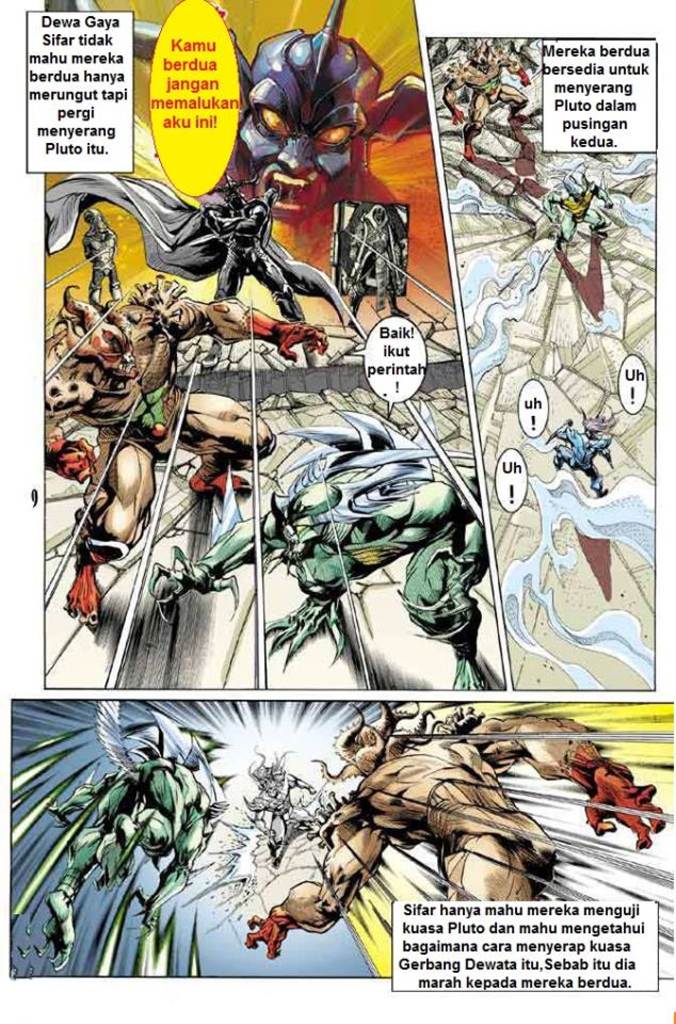 Dewa Gaya
Sifar tidak
mahu mereka
berdua hanya
merungut tapi
pergi
menyerang
Pluto itu.
Kamu
berdua
jangan
memalukan
aku ini!
Mereka berdua
bersedia untuk
menyerang
Pluto dalam
pusingan
kedua.
Baik!
ikut
perintah
!
Uh
!
uh
!
Uh
!
Sifar hanya mahu mereka menguji
kuasa Pluto dan mahu mengetahui
bagaimana cara menyerap kuasa
Gerbang Dewata itu,Sebab itu dia
marah kepada mereka berdua.